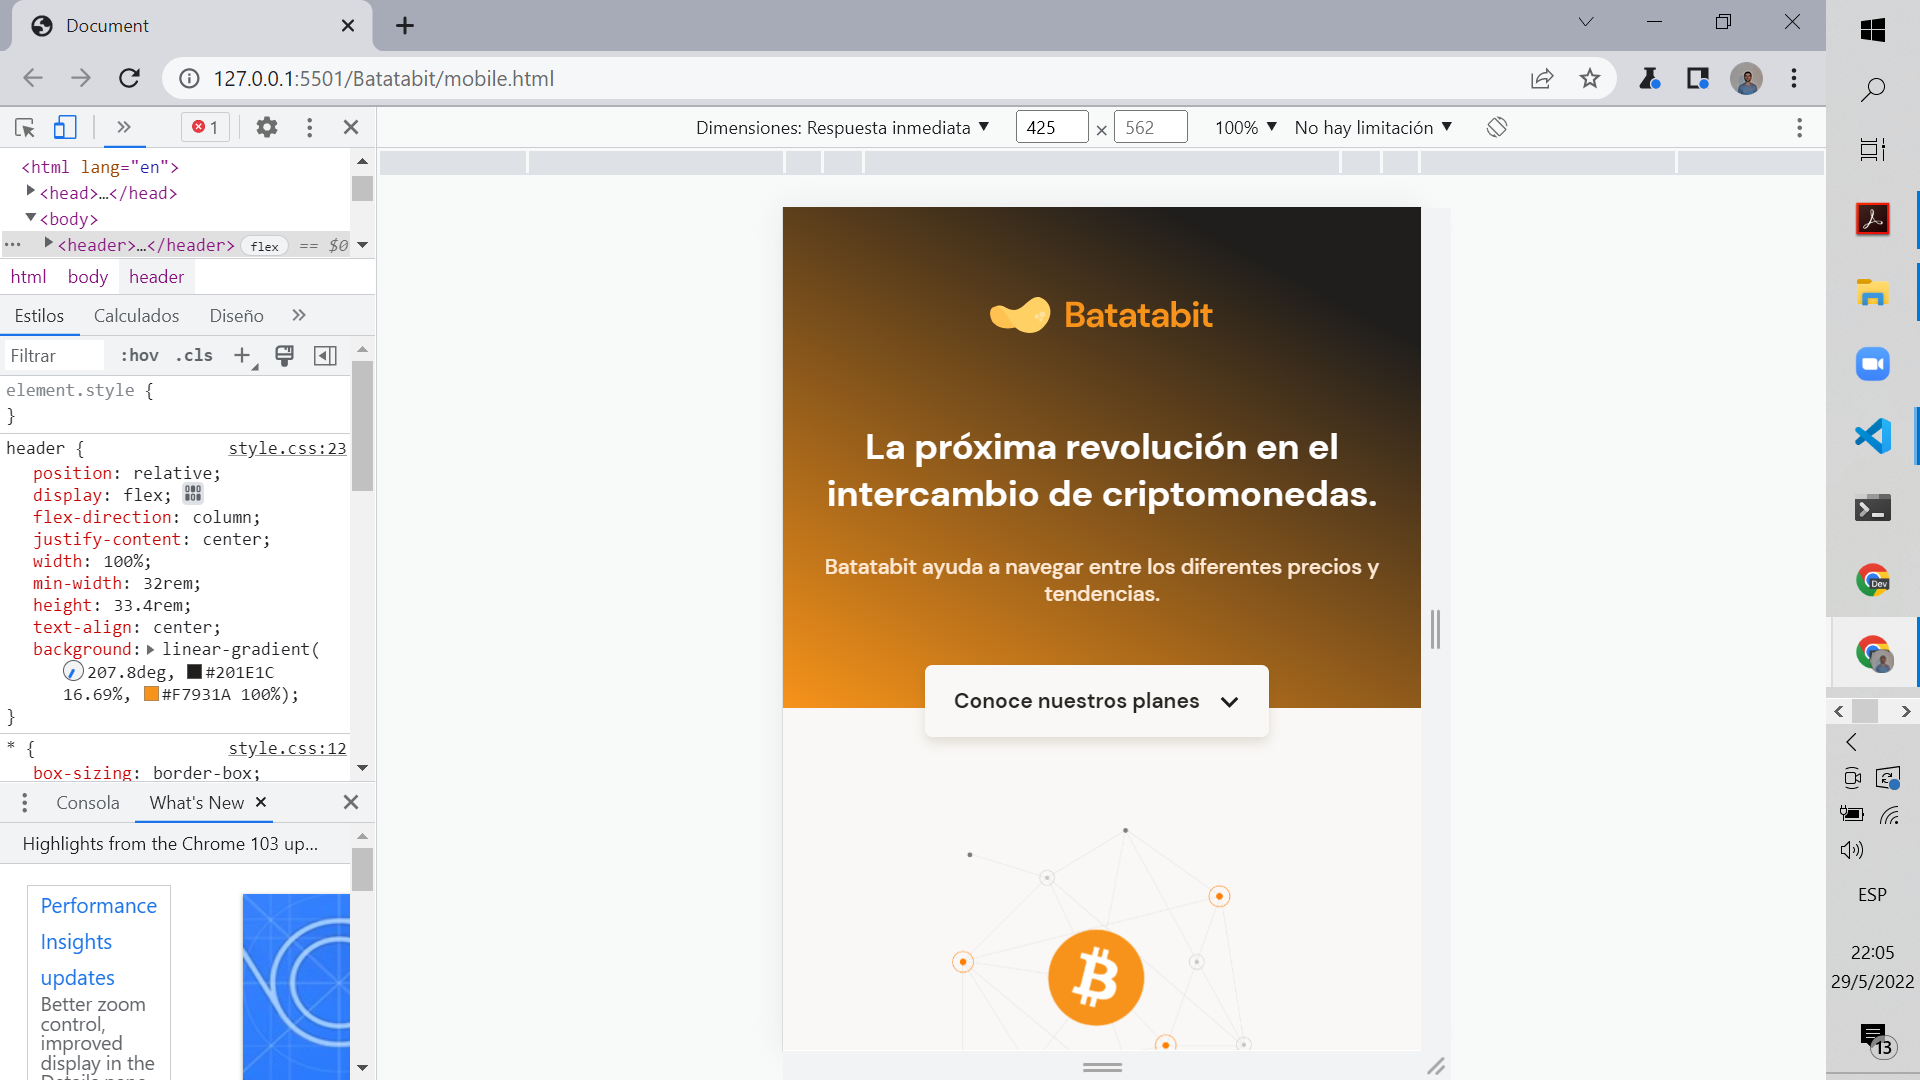 Document
127.0.0.1:5501/Batatabit/mobile.html
1
Dimensiones: Respuesta inmediata ▼ 425 × 562 100% ▼ No hay limitación ▼
<html lang="en">
<head>…</head>
<body>
… <header>…</header> flex == $0
html body header
Estilos Calculados Diseño »
Filtrar :hov .cls +
element.style {
}
header { style.css:23
position: relative;
display: flex;
flex-direction: column;
justify-content: center;
width: 100%;
min-width: 32rem;
height: 33.4rem;
text-align: center;
background: linear-gradient(
207.8deg, #201E1C
16.69%, #F7931A 100%);
}
* { style.css:12
box-sizing: border-box;
Consola What's New ×
Highlights from the Chrome 103 up...
Performance
Insights
updates
Better zoom
control,
improved
display in the
Details pane
Batatabit
La próxima revolución en el
intercambio de criptomonedas.
Batatabit ayuda a navegar entre los diferentes precios y
tendencias.
Conoce nuestros planes
Dev
ESP
22:05
29/5/2022
13